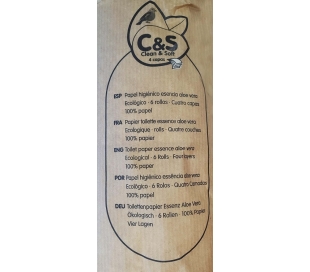 C&S
Clean & Soft
4 capas
ESP Papel higiénico esencia aloe vera
Ecológico · 6 rollos · Cuatro capas
100% papel
FRA Papier toilette essence aloe vera
Ecologique · rolls · Quatre couches
100% papier
ENG Toilet paper essence aloe vera
Ecological · 6 Rolls · Four layers
100% paper
POR Papel higiênico essência aloe vera
Ecológico · 6 Rolos · Quatro Camadas
100% papel
DEU Toilettenpapier Essenz Aloe Vera
Ökologisch · 6 Rollen · 100% Papier
Vier Lagen